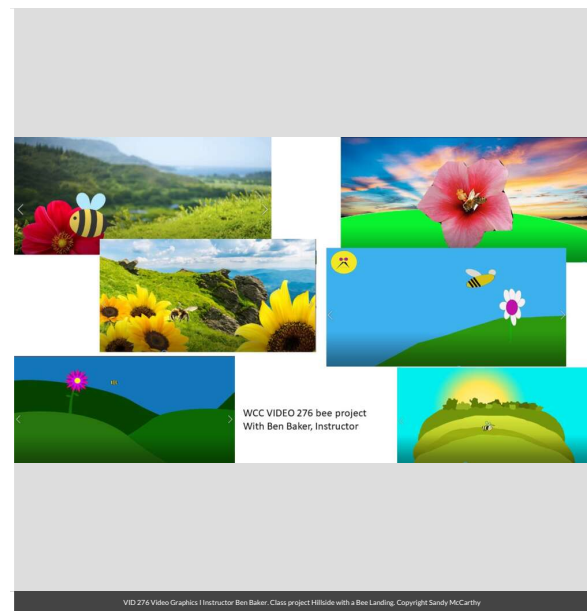 WCC VIDEO 276 bee project
With Ben Baker, Instructor
VID 276 Video Graphics I Instructor Ben Baker. Class project Hillside with a Bee Landing. Copyright Sandy McCarthy